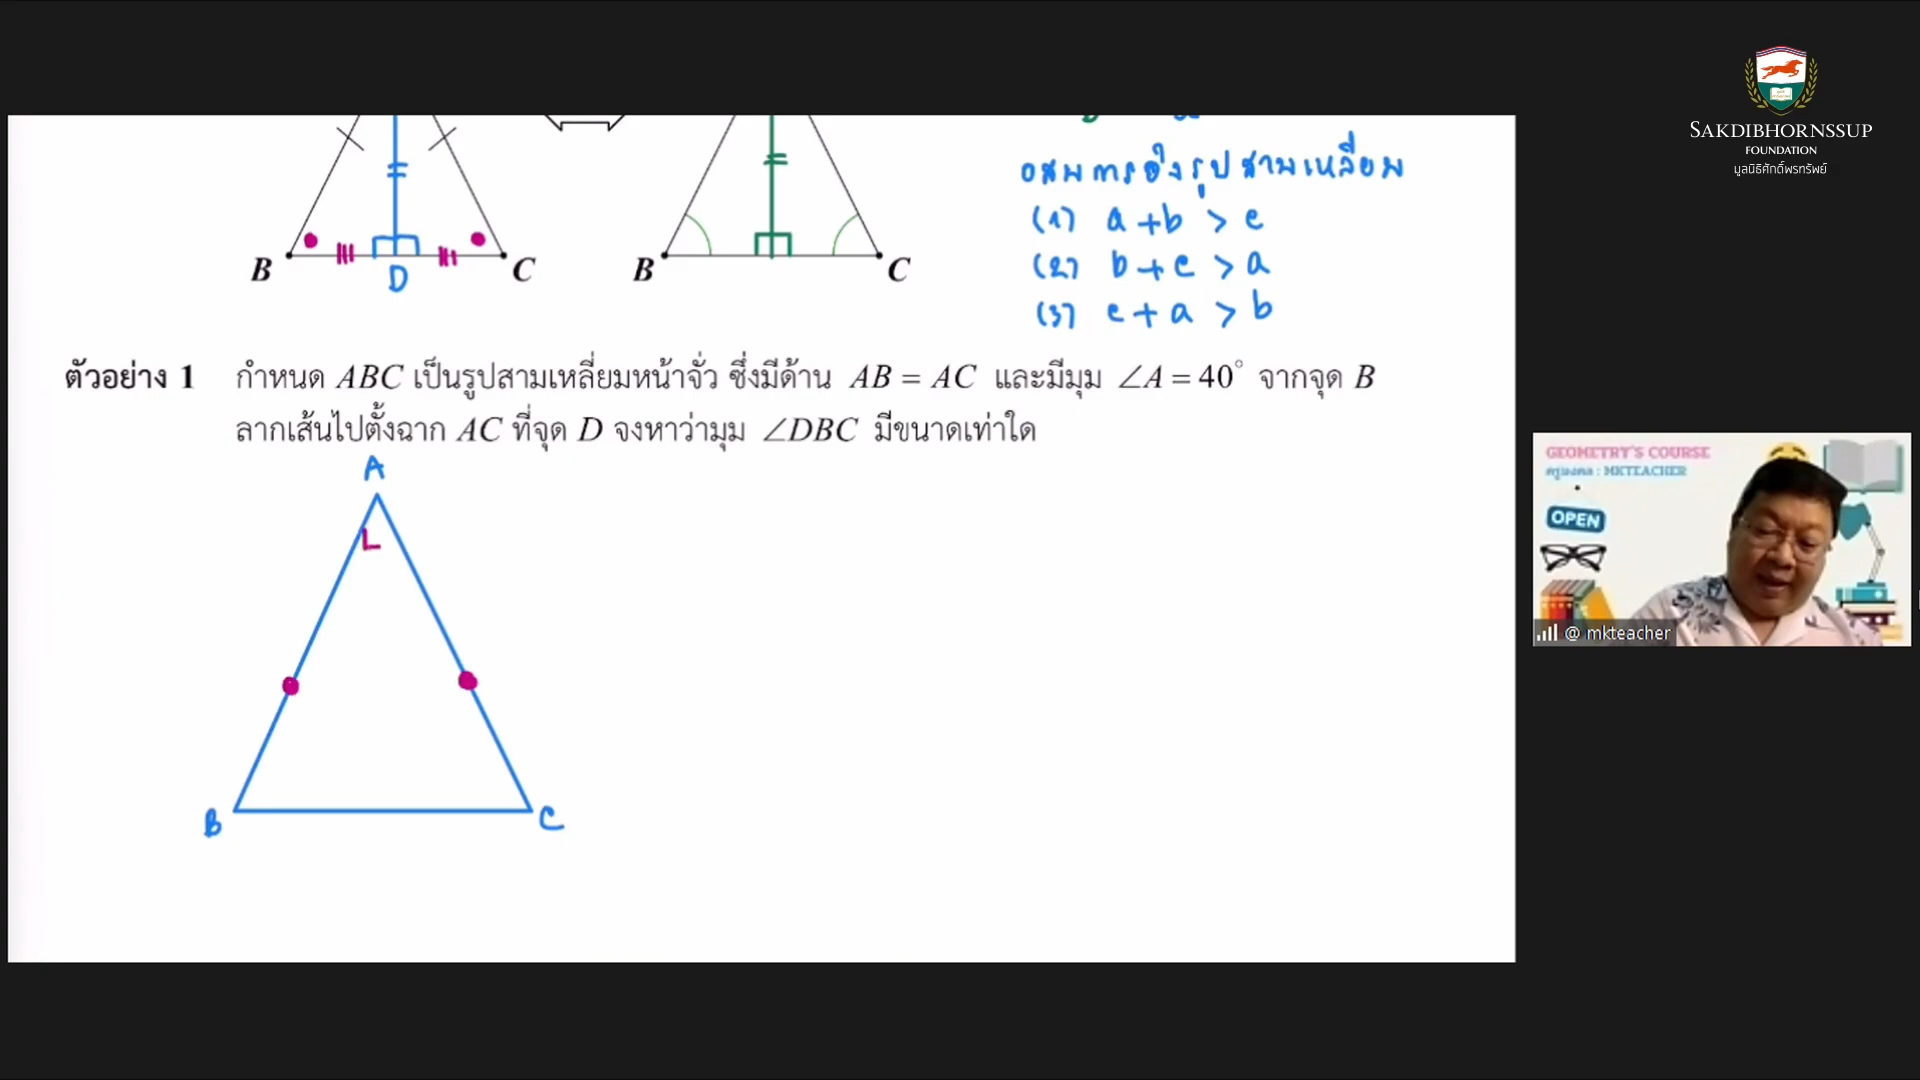 SAKDIBHORNSSUP
FOUNDATION
มูลนิธิศักดิ์พรทรัพย์
อสมการของรูปสามเหลี่ยม
(1) a + b > c
(2) b + c > a
(3) c + a > b
B D C
B C
ตัวอย่าง 1 กำหนด ABC เป็นรูปสามเหลี่ยมหน้าจั่ว ซึ่งมีด้าน AB = AC และมีมุม ∠A = 40° จากจุด B
ลากเส้นไปตั้งฉาก AC ที่จุด D จงหาว่ามุม ∠DBC มีขนาดเท่าใด
A
B C
GEOMETRY'S COURSE
ครูมงคล : MKTEACHER
OPEN
@ mkteacher